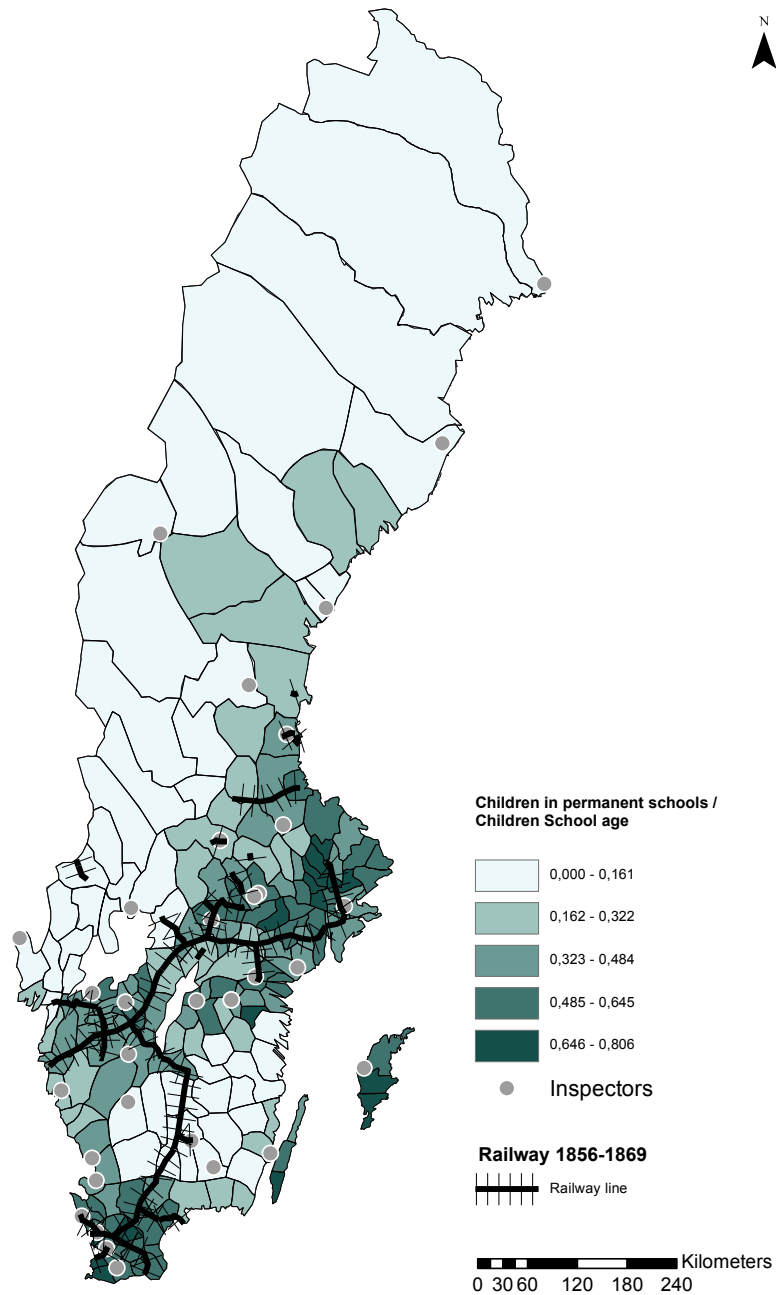 N
Children in permanent schools /
Children School age
0,000 - 0,161
0,162 - 0,322
0,323 - 0,484
0,485 - 0,645
0,646 - 0,806
Inspectors
Railway 1856-1869
Railway line
Kilometers
0 30 60 120 180 240